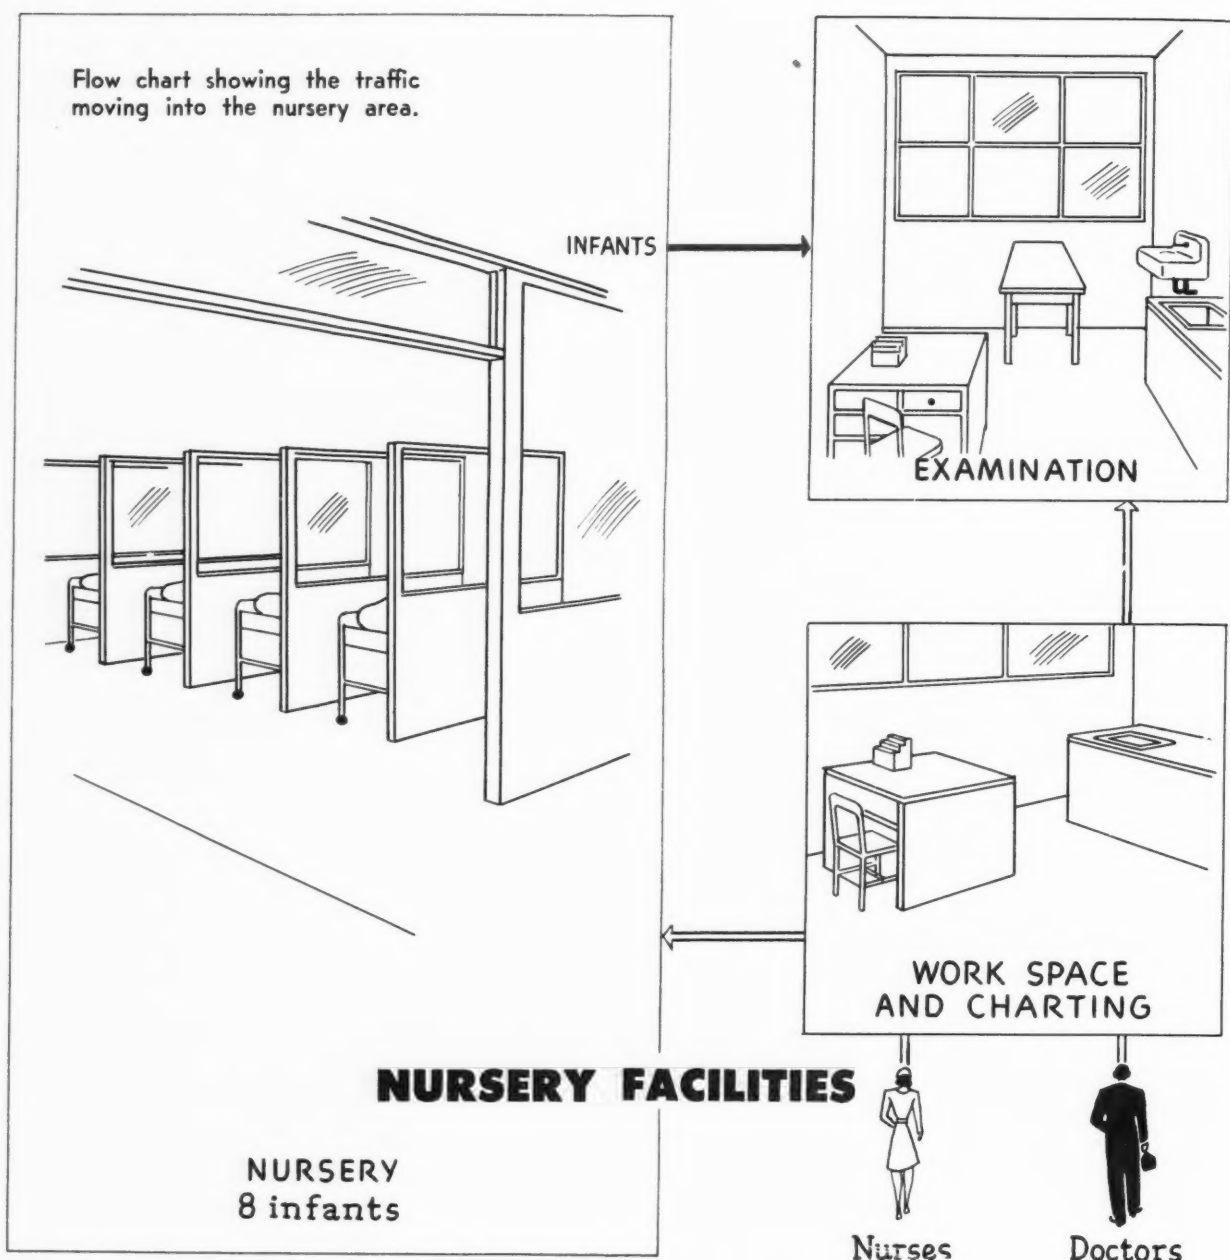 Flow chart showing the traffic
moving into the nursery area.
INFANTS
EXAMINATION
WORK SPACE
AND CHARTING
NURSERY FACILITIES
NURSERY
8 infants
Nurses
Doctors